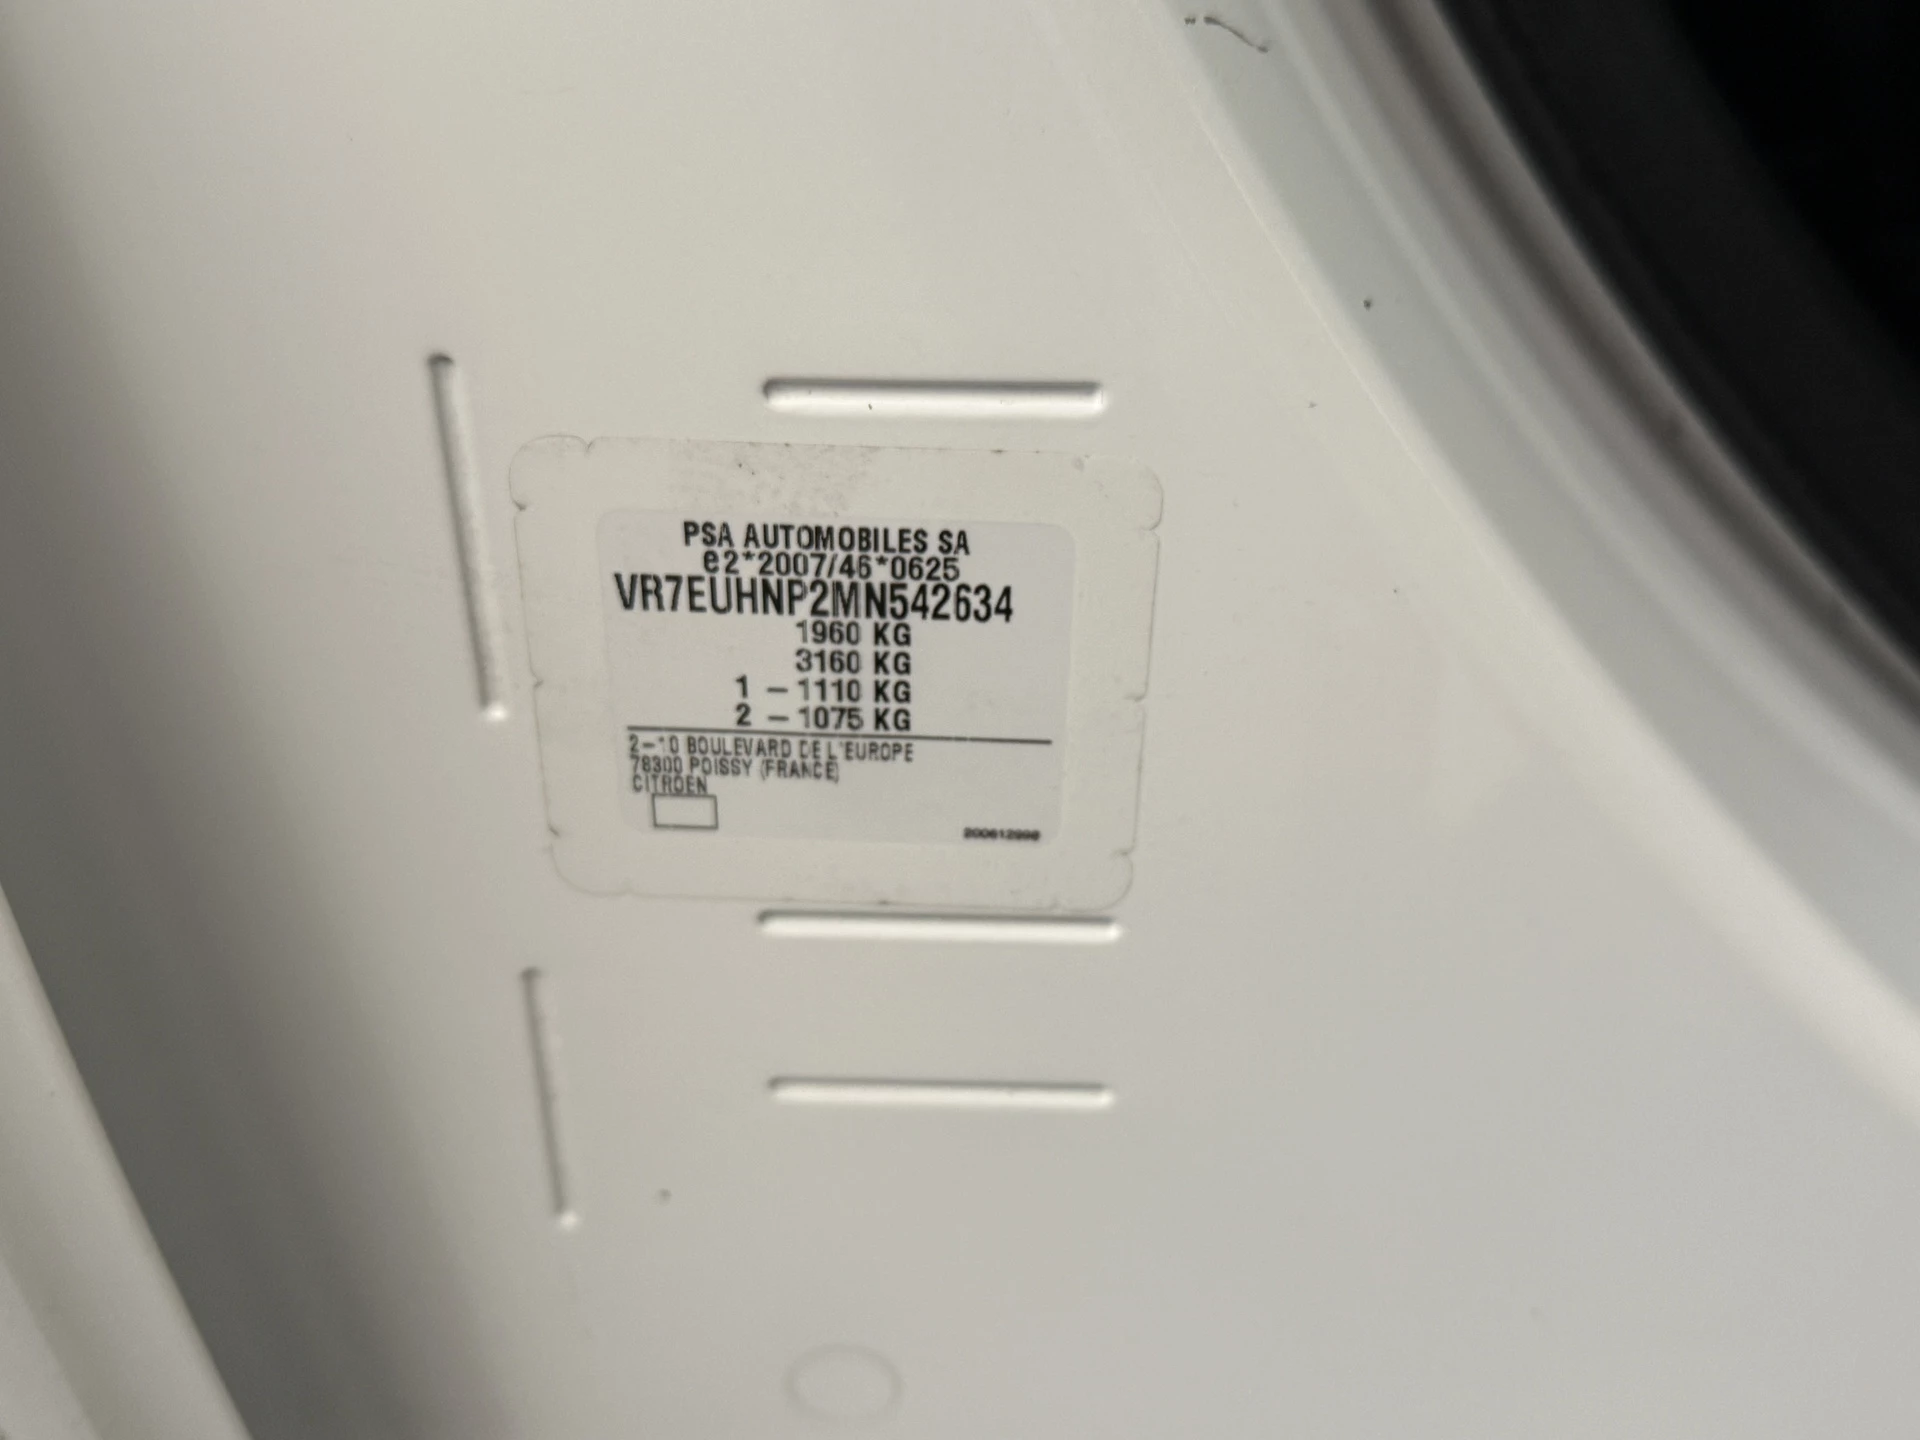 PSA AUTOMOBILES SA
e2*2007/46*0625
VR7EUHNP2MN542634
1960 KG
3160 KG
1 – 1110 KG
2 – 1075 KG
2–10 BOULEVARD DE L'EUROPE
78300 POISSY (FRANCE)
CITROEN